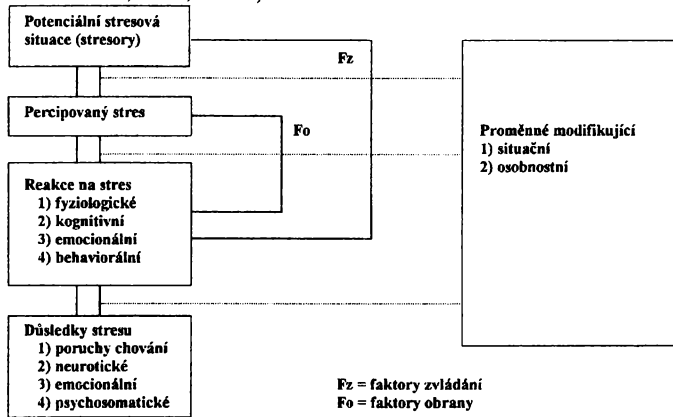 Potenciální stresová
situace (stresory)
Fz
Percipovaný stres
Fo
Proměnné modifikující
1) situační
2) osobnostní
Reakce na stres
1) fyziologické
2) kognitivní
3) emocionální
4) behaviorální
Důsledky stresu
1) poruchy chování
2) neurotické
3) emocionální
4) psychosomatické
Fz = faktory zvládání
Fo = faktory obrany